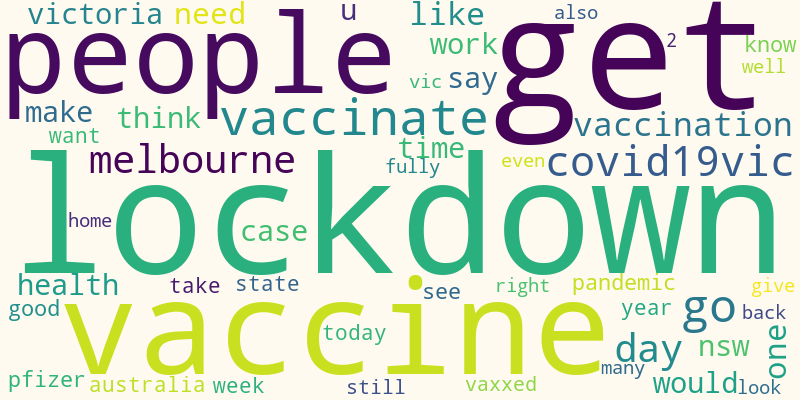 victoria need u like also
people get
work 2 know
vic say well
make think vaccinate vaccination
want time
melbourne fully even covid19vic
lockdown
home case
health take state see right pandemic give
good vaccine year go back
today day nsw one
pfizer australia week still vaxxed many would look